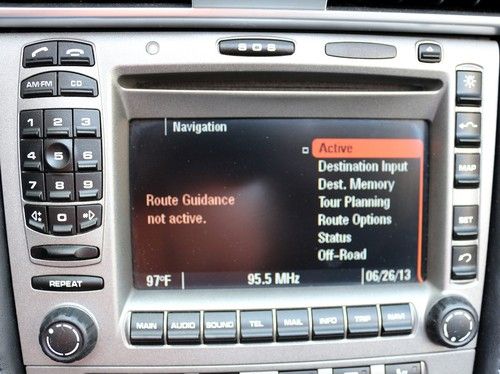 SOS
AM·FM CD
1 2 3
4 5 6
7 8 9
0
REPEAT
MAP
SET
Navigation
Active
Destination Input
Dest. Memory
Tour Planning
Route Options
Status
Off-Road
Route Guidance
not active.
97°F 95.5 MHz 06/26/13
MAIN AUDIO SOUND TEL MAIL INFO TRIP NAVI